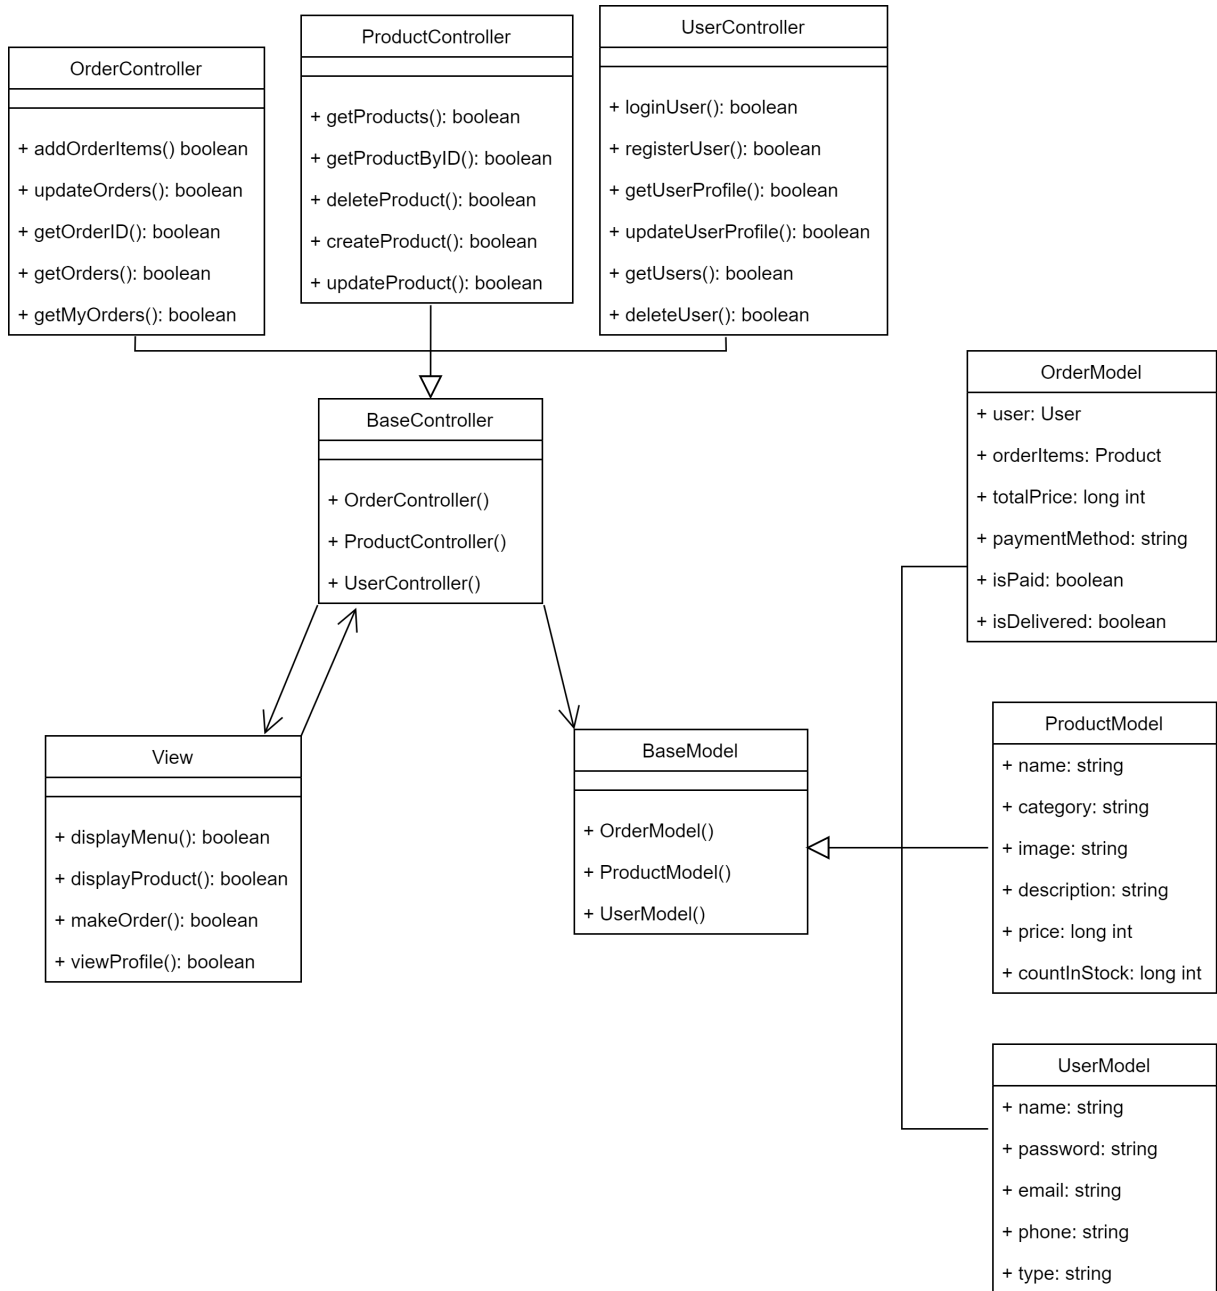 OrderController
+ addOrderItems() boolean
+ updateOrders(): boolean
+ getOrderID(): boolean
+ getOrders(): boolean
+ getMyOrders(): boolean
ProductController
+ getProducts(): boolean
+ getProductByID(): boolean
+ deleteProduct(): boolean
+ createProduct(): boolean
+ updateProduct(): boolean
UserController
+ loginUser(): boolean
+ registerUser(): boolean
+ getUserProfile(): boolean
+ updateUserProfile(): boolean
+ getUsers(): boolean
+ deleteUser(): boolean
BaseController
+ OrderController()
+ ProductController()
+ UserController()
View
+ displayMenu(): boolean
+ displayProduct(): boolean
+ makeOrder(): boolean
+ viewProfile(): boolean
BaseModel
+ OrderModel()
+ ProductModel()
+ UserModel()
OrderModel
+ user: User
+ orderItems: Product
+ totalPrice: long int
+ paymentMethod: string
+ isPaid: boolean
+ isDelivered: boolean
ProductModel
+ name: string
+ category: string
+ image: string
+ description: string
+ price: long int
+ countInStock: long int
UserModel
+ name: string
+ password: string
+ email: string
+ phone: string
+ type: string